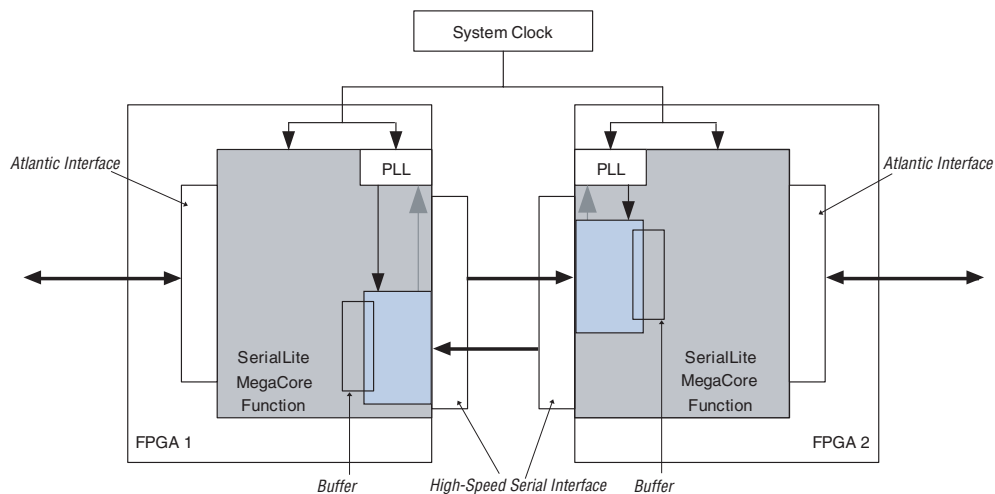 System Clock
Atlantic Interface
PLL
PLL
Atlantic Interface
SerialLite
MegaCore
Function
SerialLite
MegaCore
Function
FPGA 1
FPGA 2
Buffer
High-Speed Serial Interface
Buffer